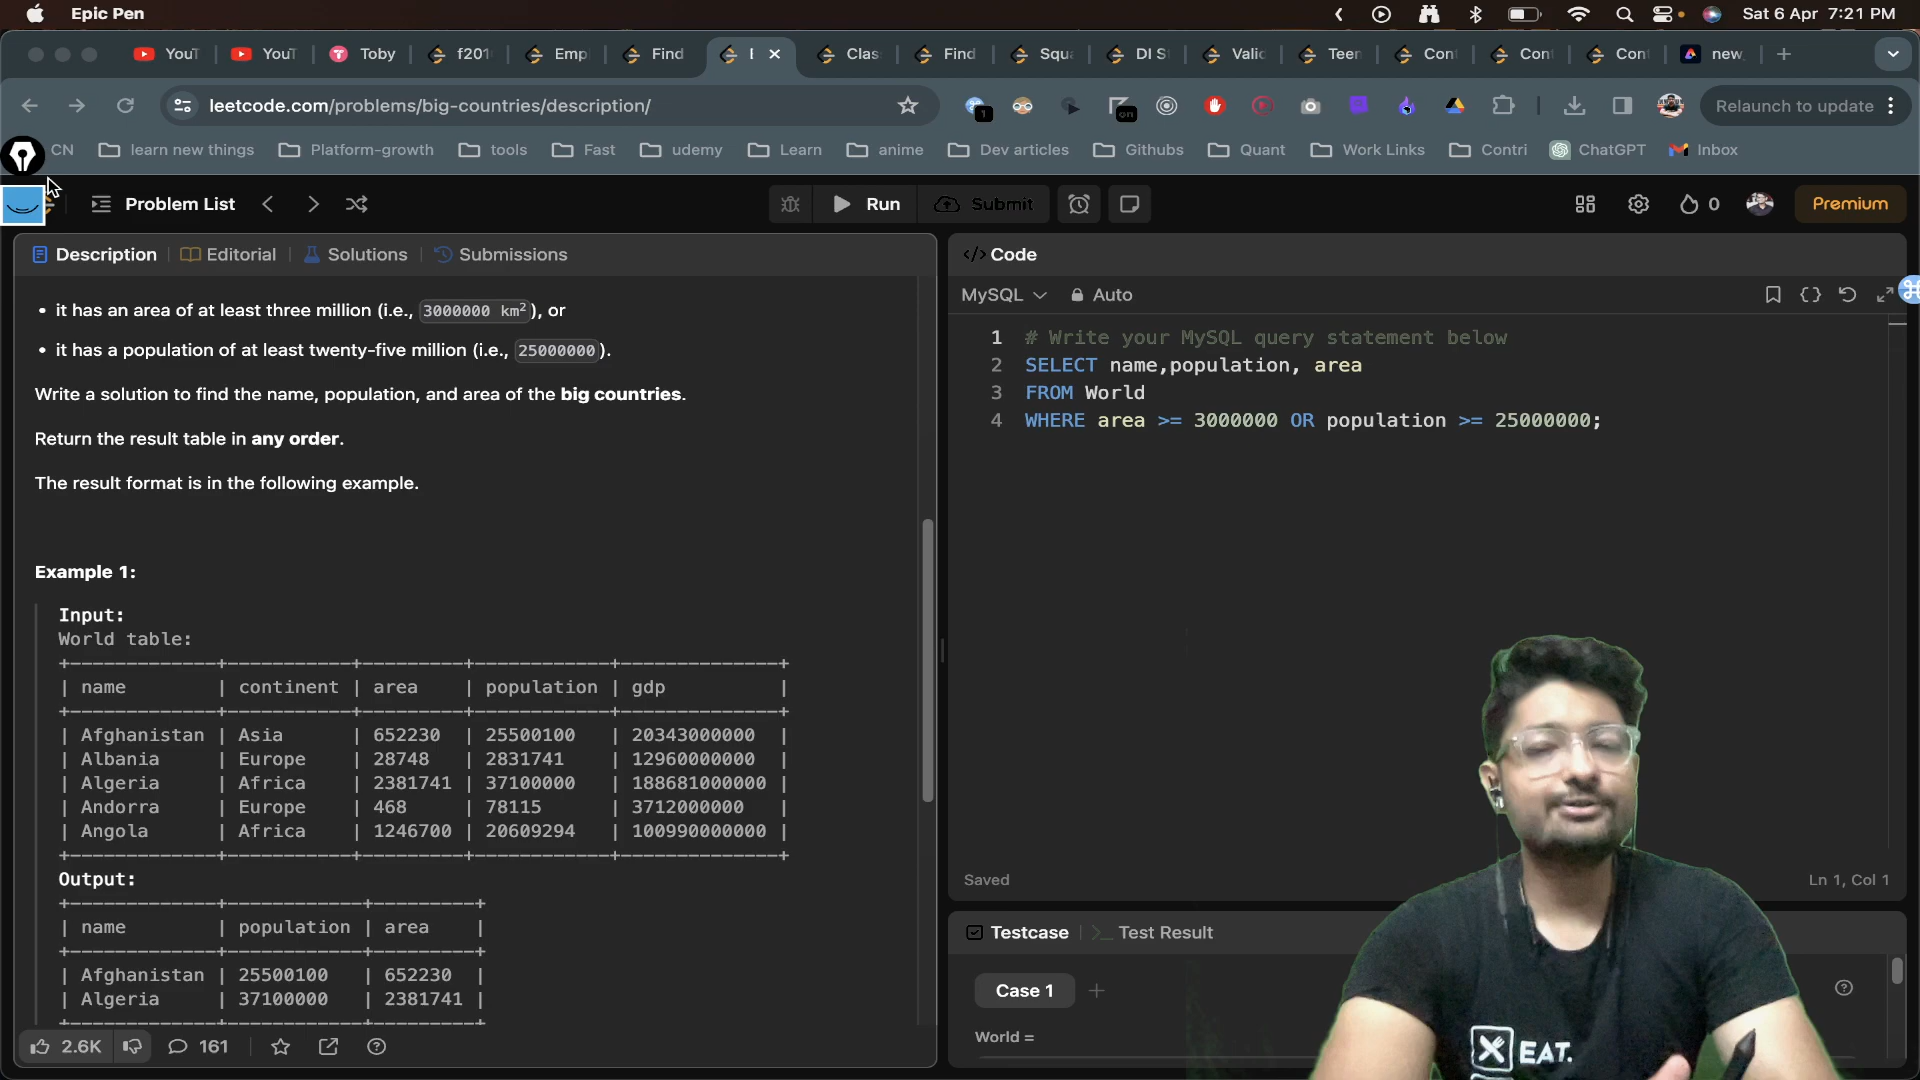 Epic Pen
Sat 6 Apr 7:21 PM
YouT
YouT
Toby
f201
Emp
Find
Clas
Find
Squ
DI S
Valic
Teen
Cont
Cont
Cont
new
leetcode.com/problems/big-countries/description/
Relaunch to update
CN
learn new things
Platform-growth
tools
Fast
udemy
Learn
anime
Dev articles
Githubs
Quant
Work Links
Contri
ChatGPT
Inbox
Problem List
Run
Submit
0
Premium
Description
Editorial
Solutions
Submissions
• it has an area of at least three million (i.e., 3000000 km²), or
• it has a population of at least twenty-five million (i.e., 25000000).
Write a solution to find the name, population, and area of the big countries.
Return the result table in any order.
The result format is in the following example.
Example 1:
Input:
World table:
+-------------+-----------+---------+------------+--------------+
| name | continent | area | population | gdp |
+-------------+-----------+---------+------------+--------------+
| Afghanistan | Asia | 652230 | 25500100 | 20343000000 |
| Albania | Europe | 28748 | 2831741 | 12960000000 |
| Algeria | Africa | 2381741 | 37100000 | 188681000000 |
| Andorra | Europe | 468 | 78115 | 3712000000 |
| Angola | Africa | 1246700 | 20609294 | 100990000000 |
+-------------+-----------+---------+------------+--------------+
Output:
+-------------+------------+---------+
| name | population | area |
+-------------+------------+---------+
| Afghanistan | 25500100 | 652230 |
| Algeria | 37100000 | 2381741 |
+-------------+------------+---------+
2.6K
161
</> Code
MySQL
Auto
1 # Write your MySQL query statement below
2 SELECT name,population, area
3 FROM World
4 WHERE area >= 3000000 OR population >= 25000000;
Saved
Ln 1, Col 1
Testcase
>_ Test Result
Case 1
+
World =
EAT.